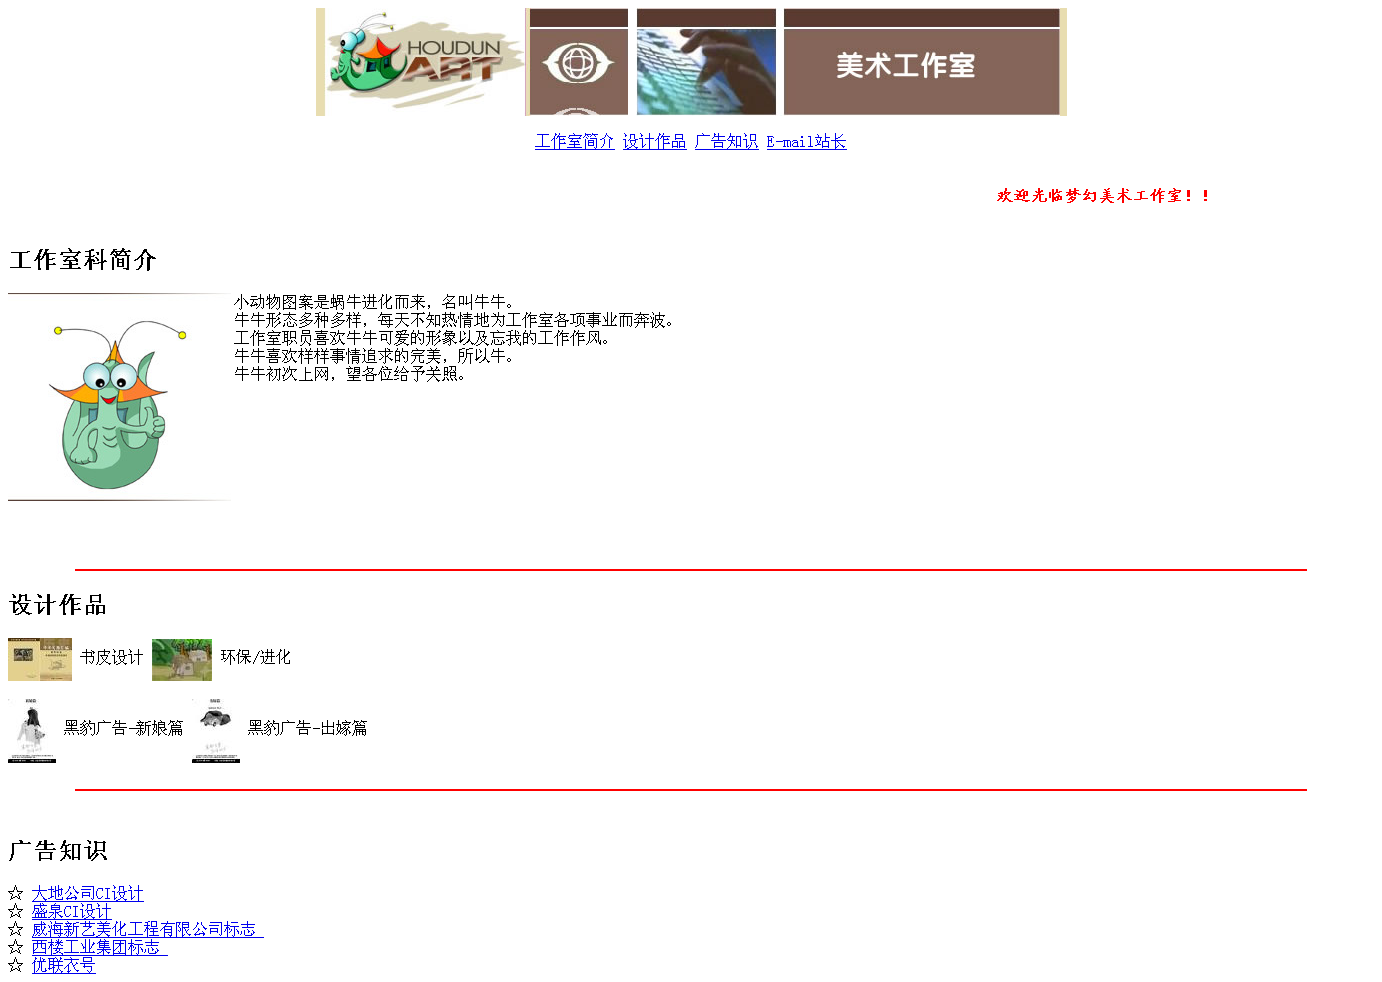 HOUDUN
ART
美术工作室
工作室简介 设计作品 广告知识 E-mail站长
欢迎光临梦幻美术工作室！！
工作室科简介
小动物图案是蜗牛进化而来，名叫牛牛。
牛牛形态多种多样，每天不知热情地为工作室各项事业而奔波。
工作室职员喜欢牛牛可爱的形象以及忘我的工作作风。
牛牛喜欢样样事情追求的完美，所以牛。
牛牛初次上网，望各位给予关照。
设计作品
书皮设计 环保/进化
黑豹广告-新娘篇 黑豹广告-出嫁篇
广告知识
☆ 大地公司CI设计
☆ 盛泉CI设计
☆ 威海新艺美化工程有限公司标志
☆ 西楼工业集团标志
☆ 优联衣号